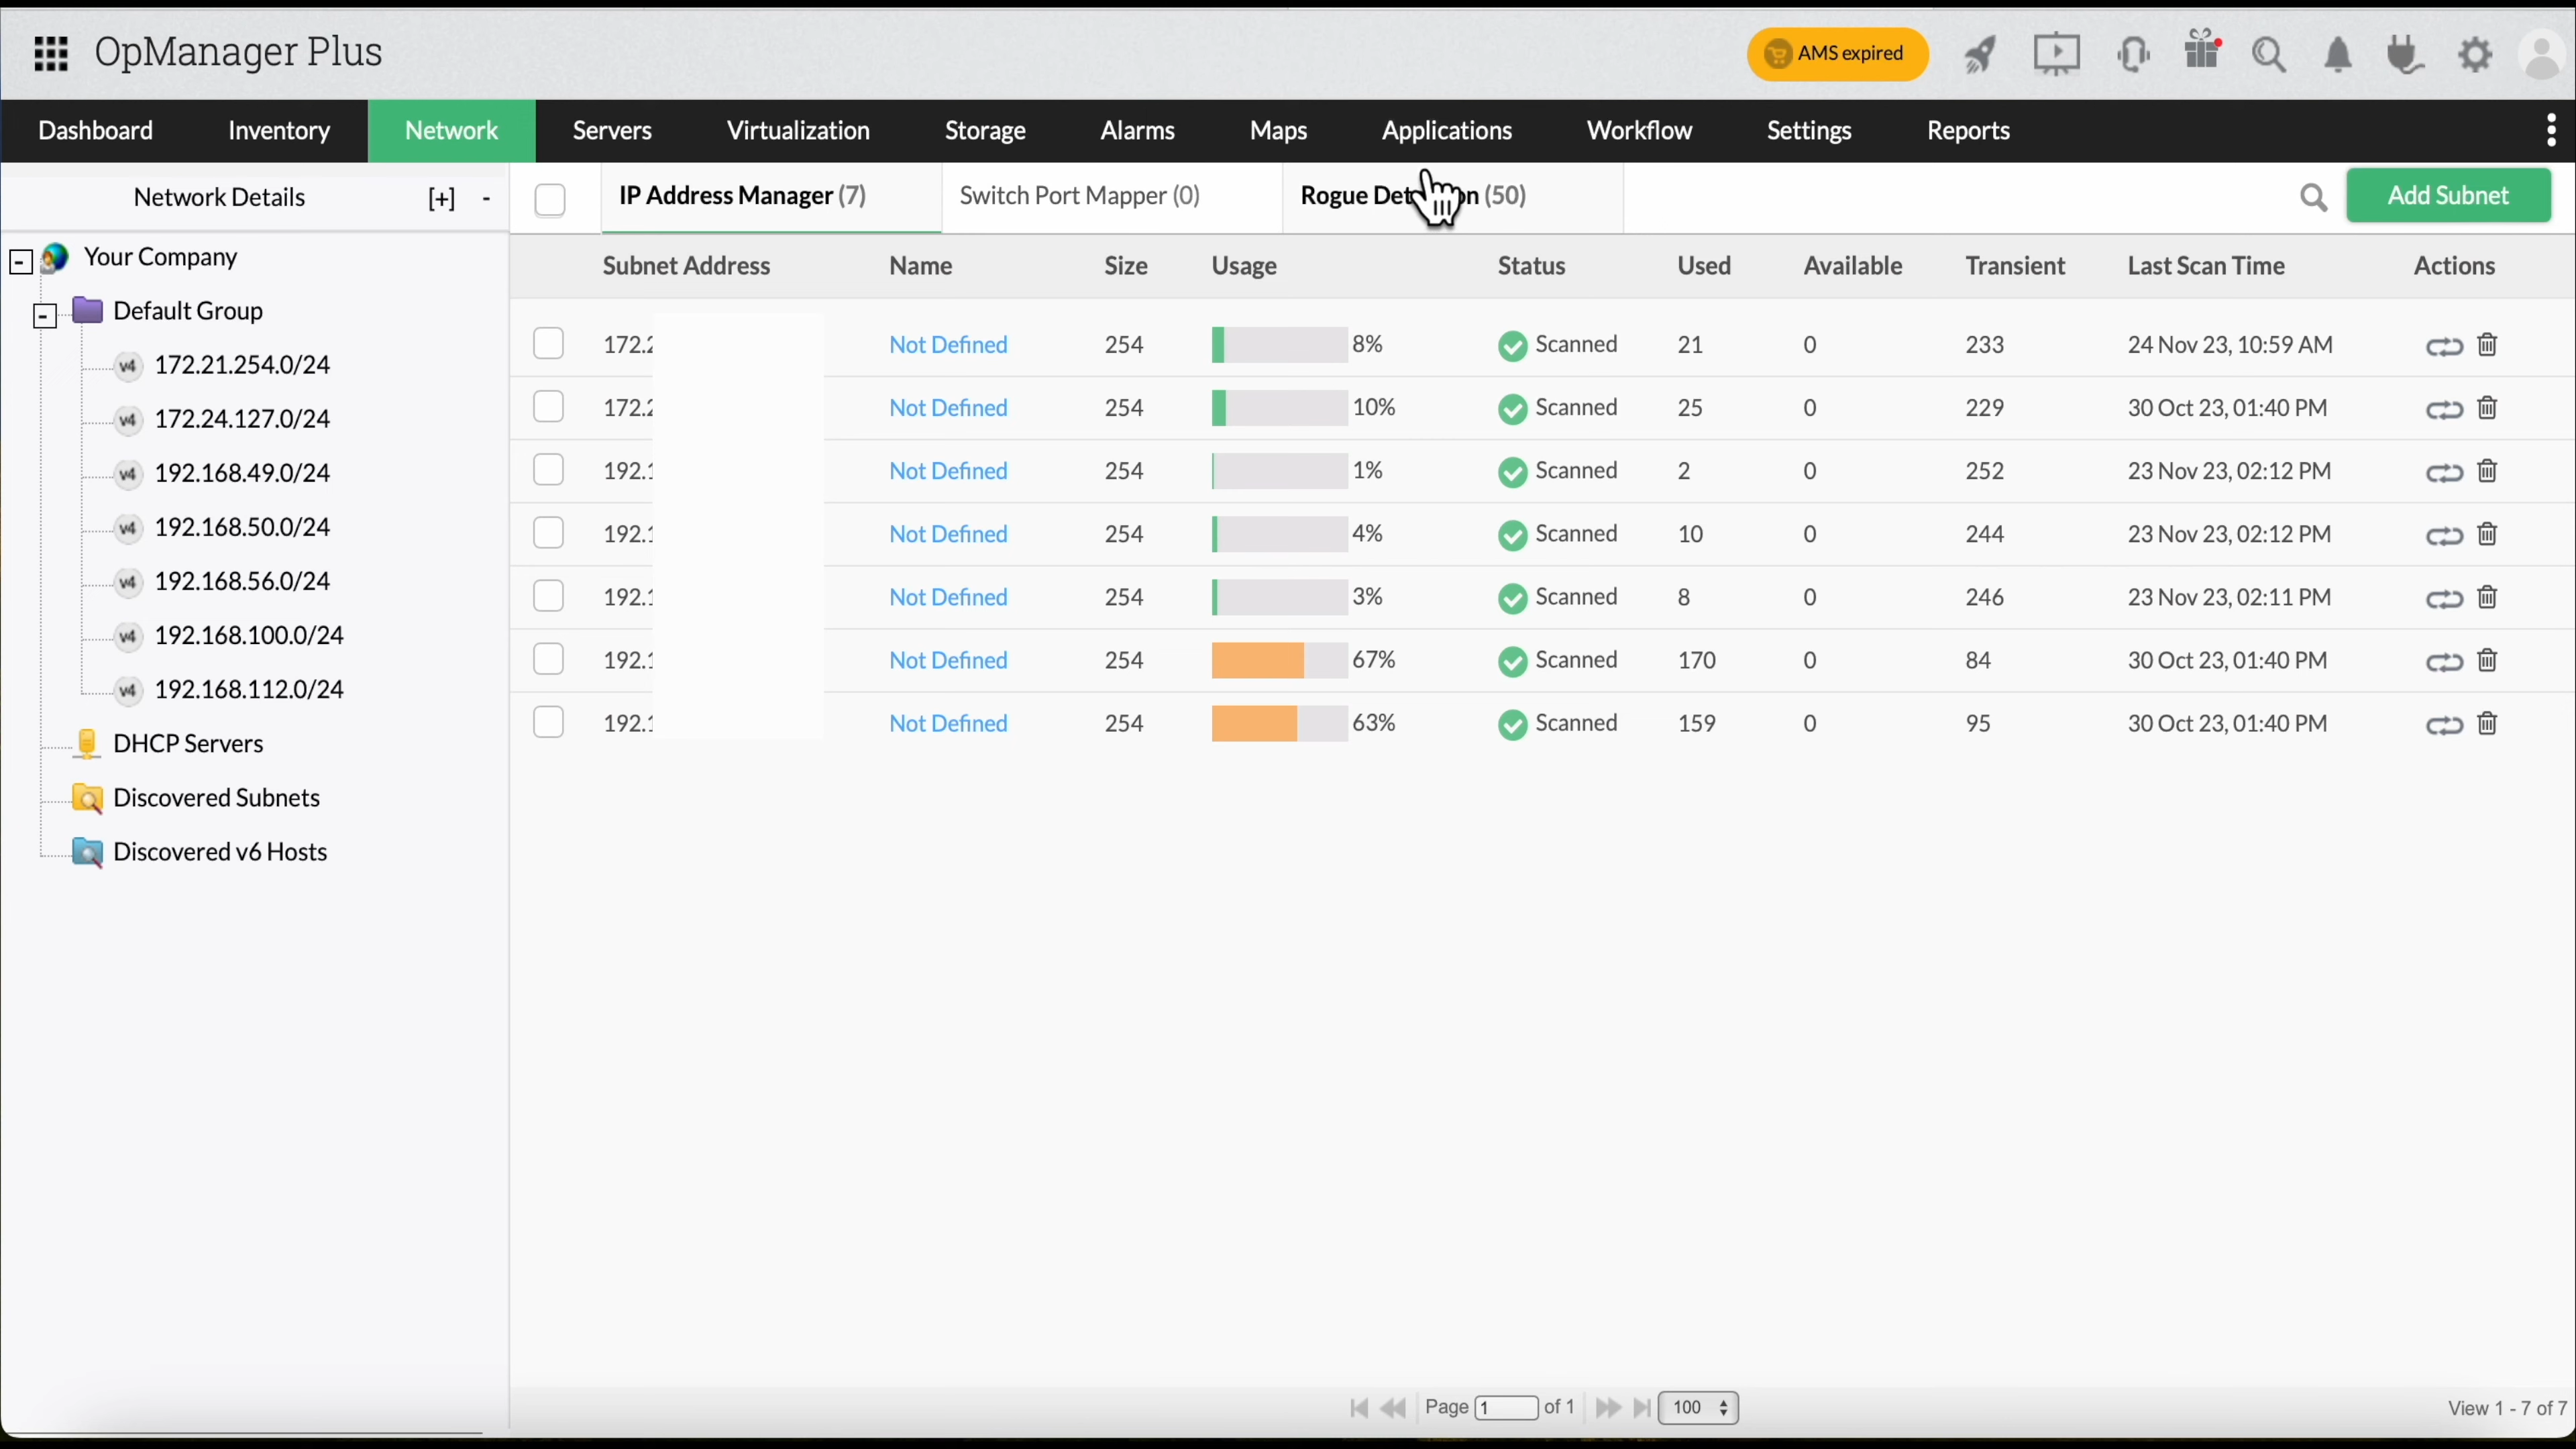 OpManager Plus
AMS expired
Dashboard Inventory Network Servers Virtualization Storage Alarms Maps Applications Workflow Settings Reports
Network Details [+] -
IP Address Manager (7) Switch Port Mapper (0) Rogue (50)
Add Subnet
Your Company
Default Group
v4 172.21.254.0/24
v4 172.24.127.0/24
v4 192.168.49.0/24
v4 192.168.50.0/24
v4 192.168.56.0/24
v4 192.168.100.0/24
v4 192.168.112.0/24
DHCP Servers
Discovered Subnets
Discovered v6 Hosts
Subnet Address Name Size Usage Status Used Available Transient Last Scan Time Actions
Not Defined 254 8% Scanned 21 0 233 24 Nov 23, 10:59 AM
Not Defined 254 10% Scanned 25 0 229 30 Oct 23, 01:40 PM
Not Defined 254 1% Scanned 2 0 252 23 Nov 23, 02:12 PM
Not Defined 254 4% Scanned 10 0 244 23 Nov 23, 02:12 PM
Not Defined 254 3% Scanned 8 0 246 23 Nov 23, 02:11 PM
Not Defined 254 67% Scanned 170 0 84 30 Oct 23, 01:40 PM
Not Defined 254 63% Scanned 159 0 95 30 Oct 23, 01:40 PM
Page 1 of 1 100
View 1 - 7 of 7